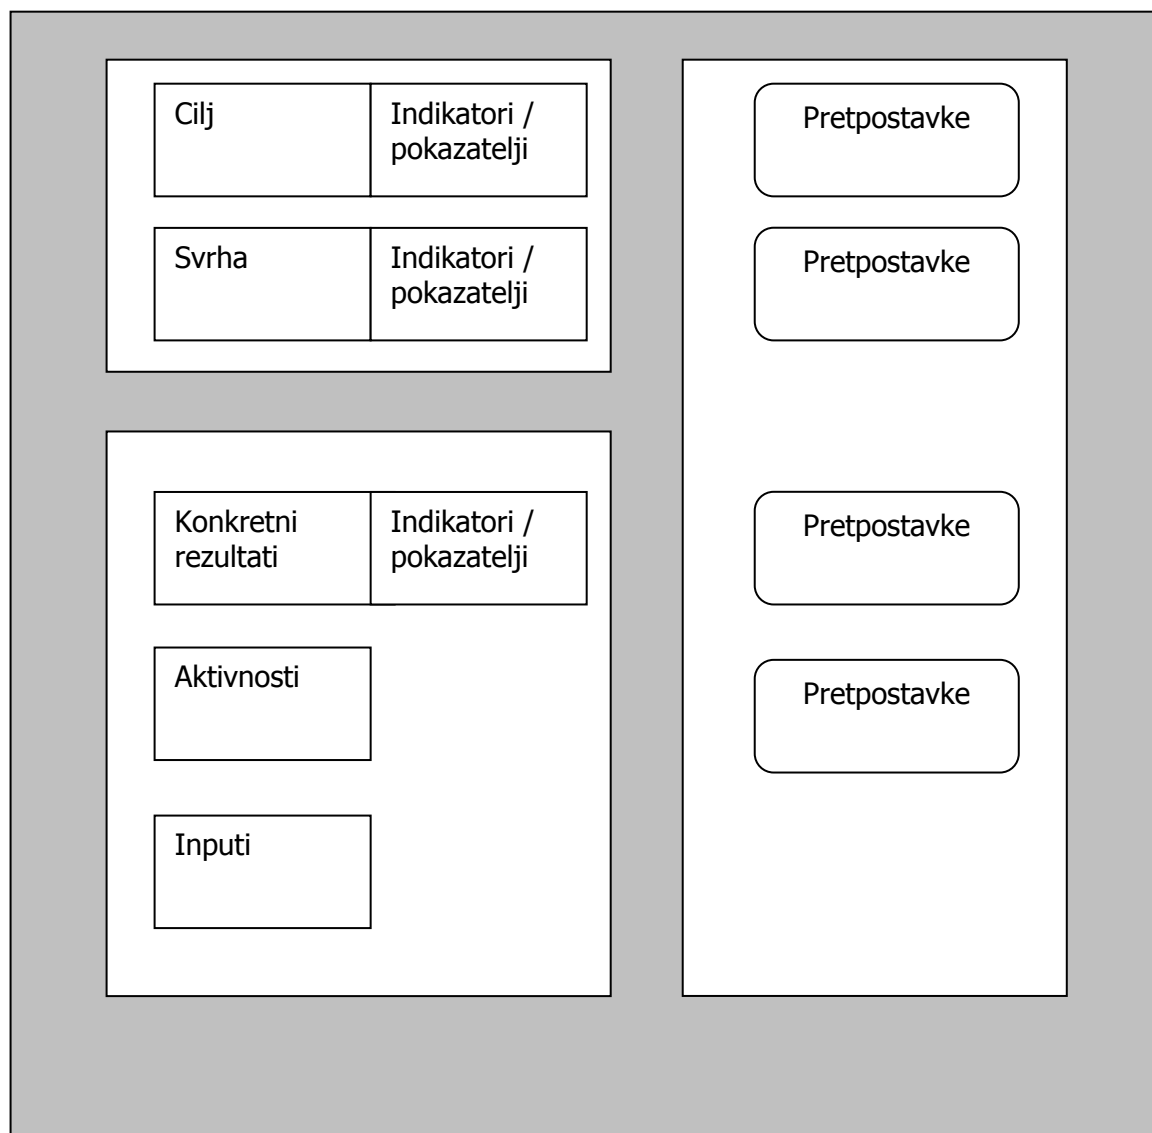 Cilj
Indikatori /
pokazatelji
Pretpostavke
Svrha
Indikatori /
pokazatelji
Pretpostavke
Konkretni
rezultati
Indikatori /
pokazatelji
Pretpostavke
Aktivnosti
Pretpostavke
Inputi